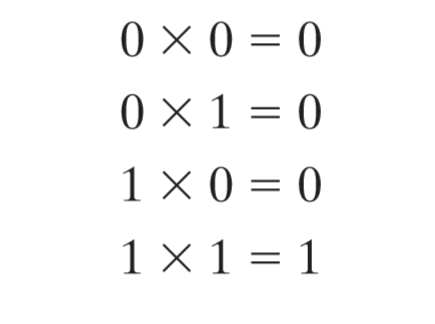 0 × 0 = 0
0 × 1 = 0
1 × 0 = 0
1 × 1 = 1